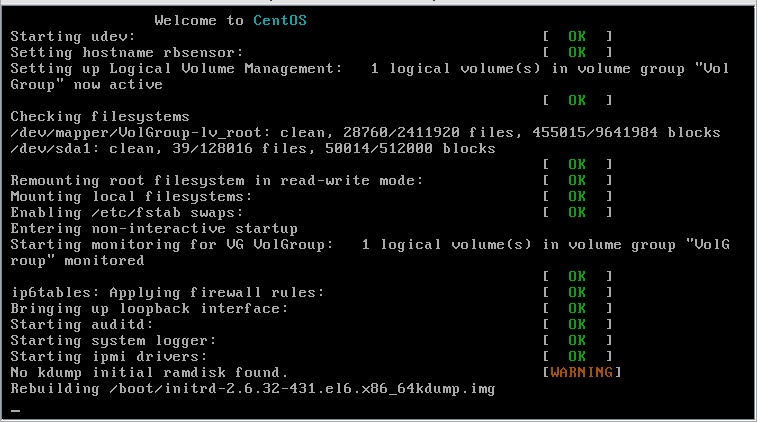 Welcome to CentOS
Starting udev: [ OK ]
Setting hostname rbsensor: [ OK ]
Setting up Logical Volume Management: 1 logical volume(s) in volume group "Vol
Group" now active
[ OK ]
Checking filesystems
/dev/mapper/VolGroup-lv_root: clean, 28760/2411920 files, 455015/9641984 blocks
/dev/sda1: clean, 39/128016 files, 50014/512000 blocks
[ OK ]
Remounting root filesystem in read-write mode: [ OK ]
Mounting local filesystems: [ OK ]
Enabling /etc/fstab swaps: [ OK ]
Entering non-interactive startup
Starting monitoring for VG VolGroup: 1 logical volume(s) in volume group "VolG
roup" monitored
[ OK ]
ip6tables: Applying firewall rules: [ OK ]
Bringing up loopback interface: [ OK ]
Starting auditd: [ OK ]
Starting system logger: [ OK ]
Starting ipmi drivers: [ OK ]
No kdump initial ramdisk found. [WARNING]
Rebuilding /boot/initrd-2.6.32-431.el6.x86_64kdump.img